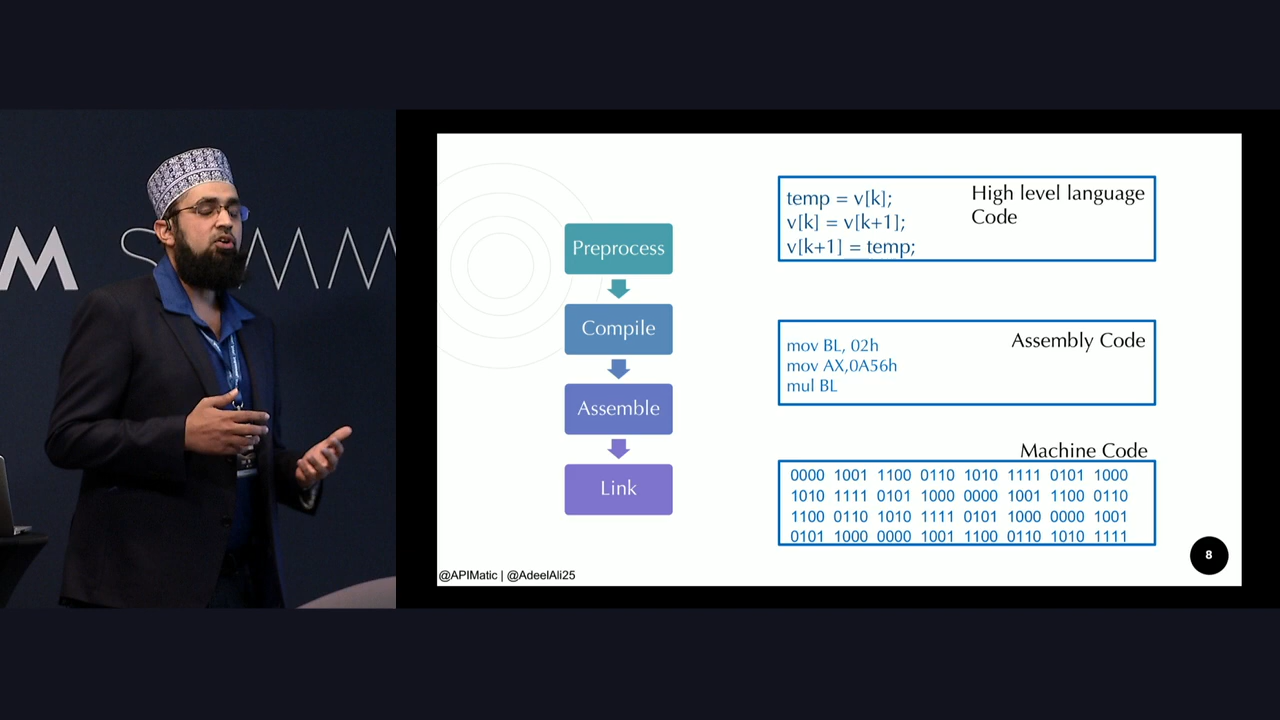 M SUMM
Preprocess
Compile
Assemble
Link
High level language
Code
temp = v[k];
v[k] = v[k+1];
v[k+1] = temp;
Assembly Code
mov BL, 02h
mov AX,0A56h
mul BL
Machine Code
0000 1001 1100 0110 1010 1111 0101 1000
1010 1111 0101 1000 0000 1001 1100 0110
1100 0110 1010 1111 0101 1000 0000 1001
0101 1000 0000 1001 1100 0110 1010 1111
@APIMatic | @AdeelAli25
8